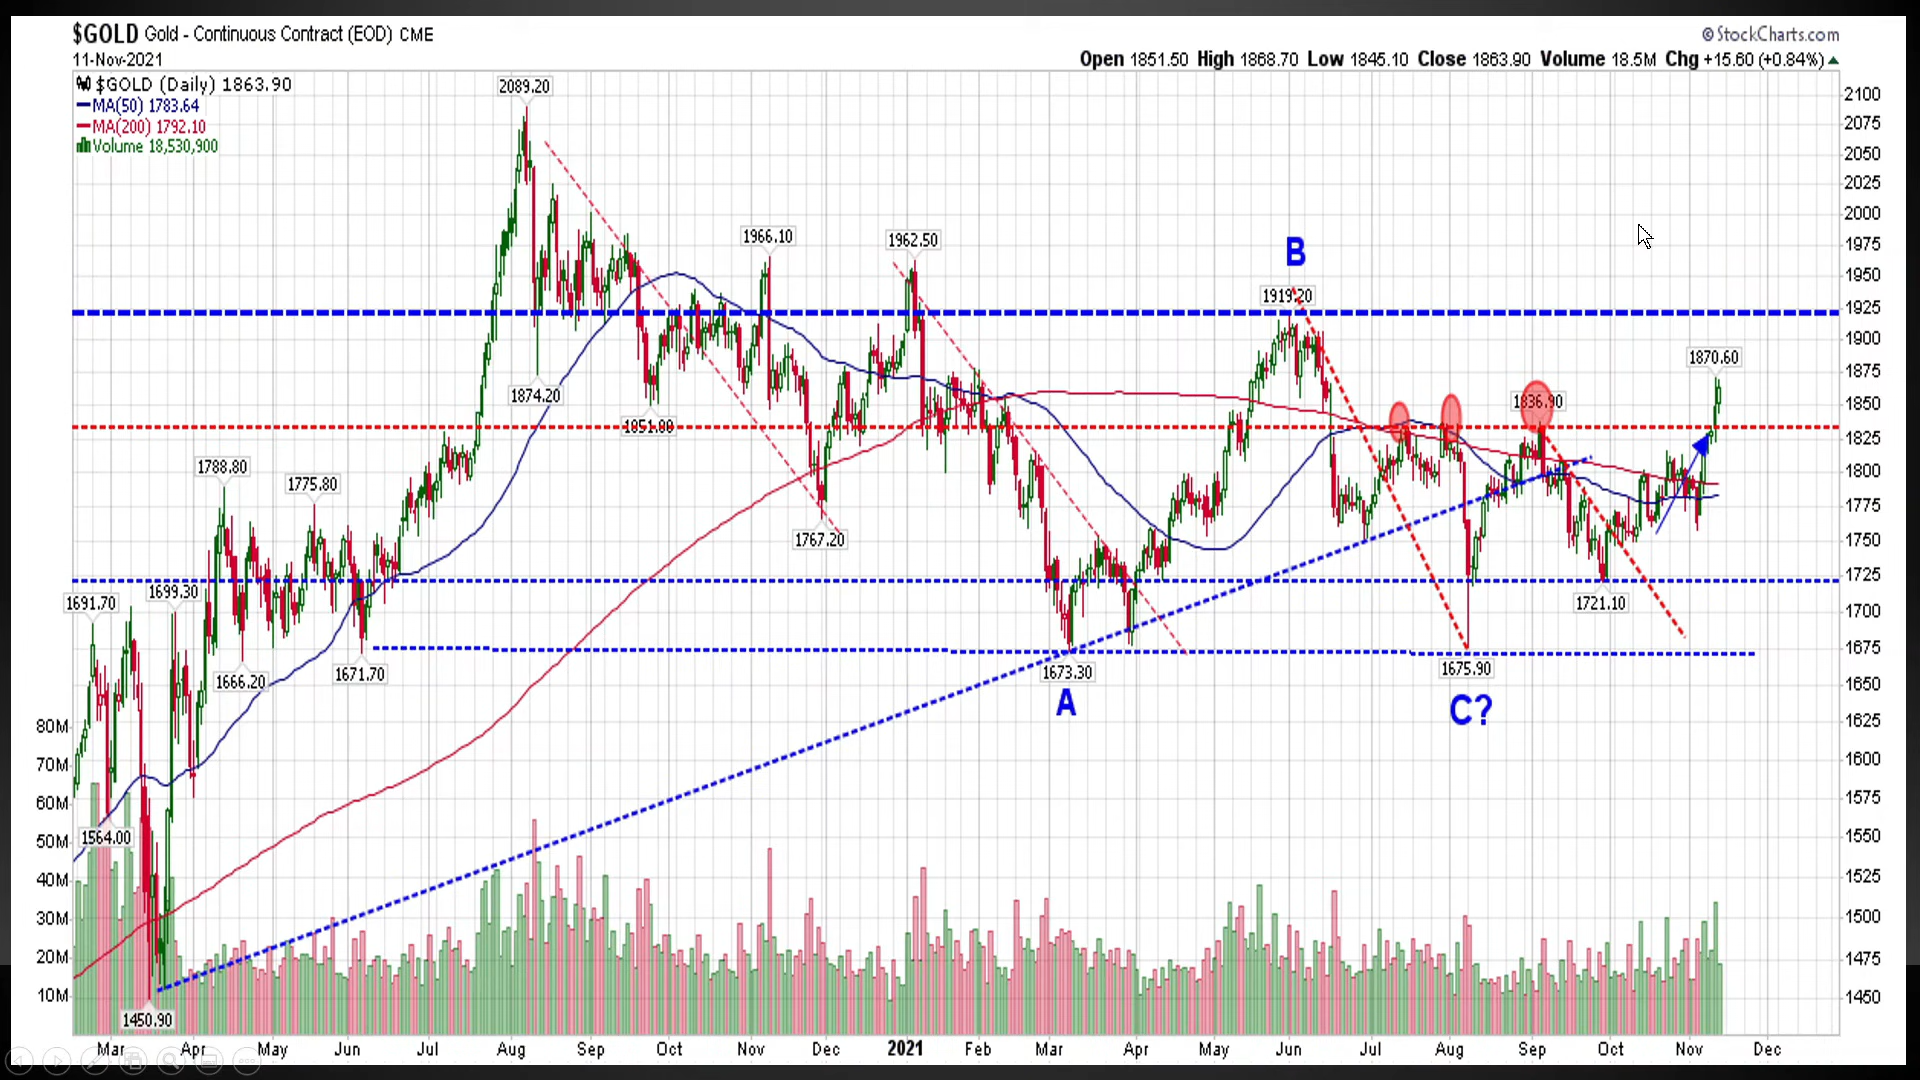 $GOLD Gold - Continuous Contract (EOD) CME
© StockCharts.com
11-Nov-2021
Open 1851.50 High 1868.70 Low 1845.10 Close 1863.90 Volume 18.5M Chg +15.60 (+0.84%)
$GOLD (Daily) 1863.90
MA(50) 1783.64
MA(200) 1792.10
Volume 18,530,900
2089.20
1966.10
1962.50
B
1919.20
1870.60
1874.20
1836.90
1851.00
1788.80
1775.80
1767.20
1691.70
1699.30
1721.10
1666.20
1671.70
1673.30
1675.90
A
C?
1564.00
1450.90
2100
2075
2050
2025
2000
1975
1950
1925
1900
1875
1850
1825
1800
1775
1750
1725
1700
1675
1650
1625
1600
1575
1550
1525
1500
1475
1450
80M
70M
60M
50M
40M
30M
20M
10M
Mar Apr May Jun Jul Aug Sep Oct Nov Dec 2021 Feb Mar Apr May Jun Jul Aug Sep Oct Nov Dec